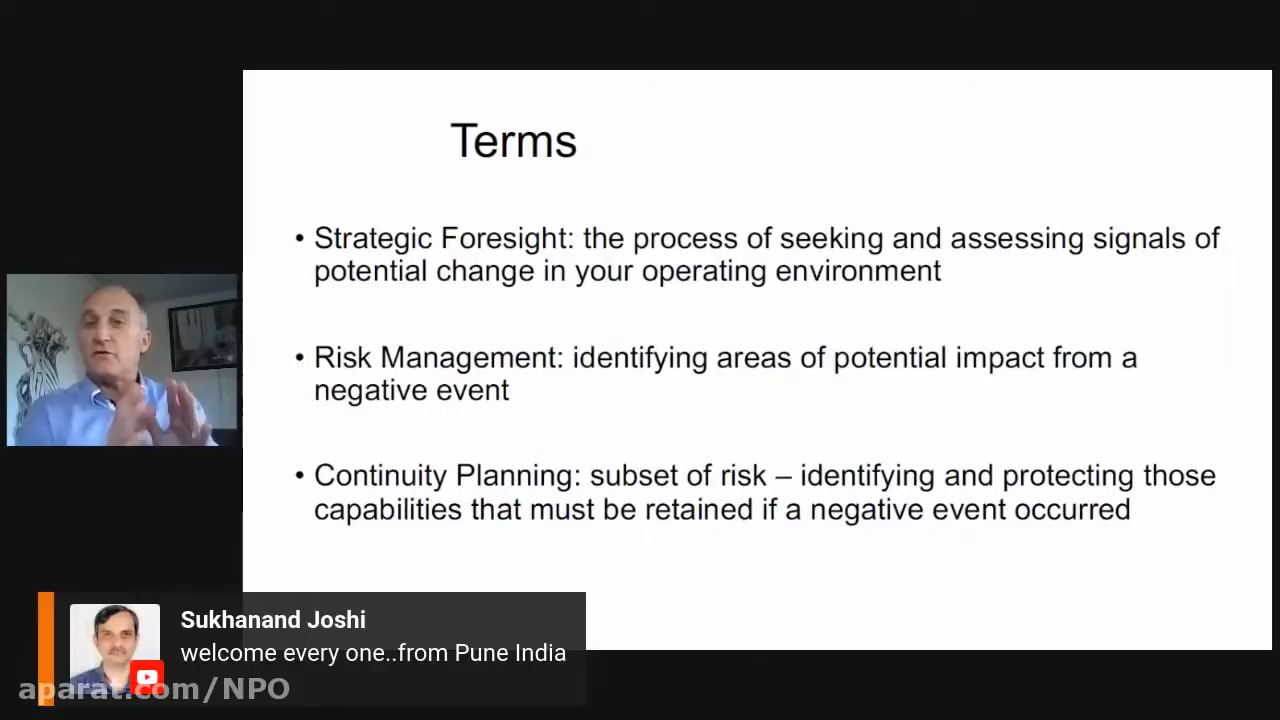 Terms
• Strategic Foresight: the process of seeking and assessing signals of
potential change in your operating environment
• Risk Management: identifying areas of potential impact from a
negative event
• Continuity Planning: subset of risk – identifying and protecting those
capabilities that must be retained if a negative event occurred
Sukhanand Joshi
welcome every one..from Pune India
aparat.com/NPO